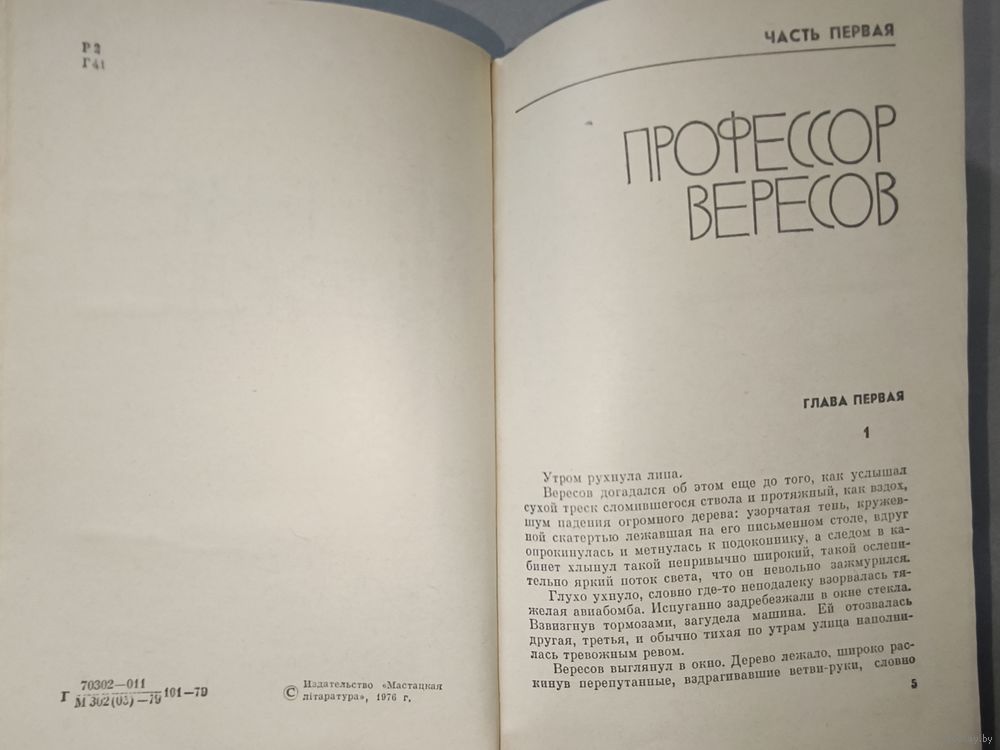 Р 2
Г 41
Г 70302—011 101—79
М 302(03)—79
© Издательство «Мастацкая
літаратура», 1976 г.
ЧАСТЬ ПЕРВАЯ
ПРОФЕССОР
ВЕРЕСОВ
ГЛАВА ПЕРВАЯ
1
Утром рухнула липа.
Вересов догадался об этом еще до того, как услышал
сухой треск сломившегося ствола и протяжный, как вздох,
шум падения огромного дерева: узорчатая тень, кружев-
ной скатертью лежавшая на его письменном столе, вдруг
опрокинулась и метнулась к подоконнику, а следом в ка-
бинет хлынул такой непривычно широкий, такой ослепи-
тельно яркий поток света, что он невольно зажмурился.
Глухо ухнуло, словно где-то неподалеку взорвалась тя-
желая авиабомба. Испуганно задребезжали в окне стекла.
Взвизгнув тормозами, загудела машина. Ей отозвалась
другая, третья, и обычно тихая по утрам улица наполни-
лась тревожным ревом.
Вересов выглянул в окно. Дерево лежало, широко рас-
кинув перепутанные, вздрагивавшие ветви-руки, словно
5